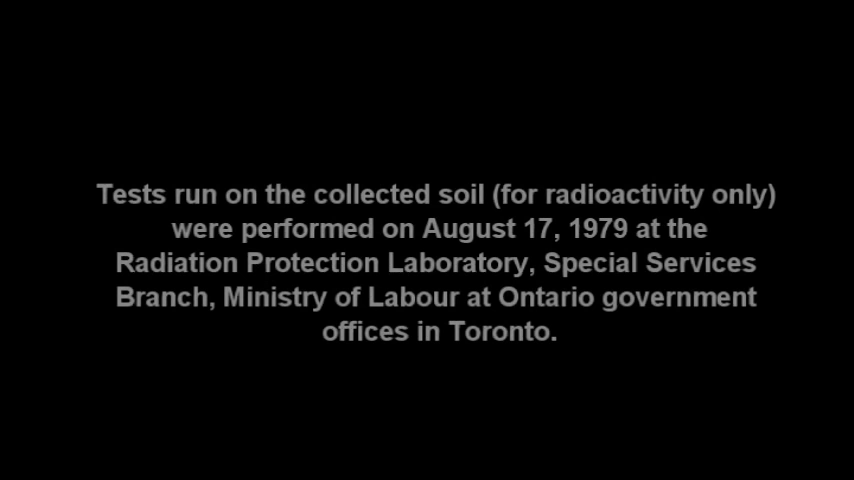 Tests run on the collected soil (for radioactivity only)
were performed on August 17, 1979 at the
Radiation Protection Laboratory, Special Services
Branch, Ministry of Labour at Ontario government
offices in Toronto.